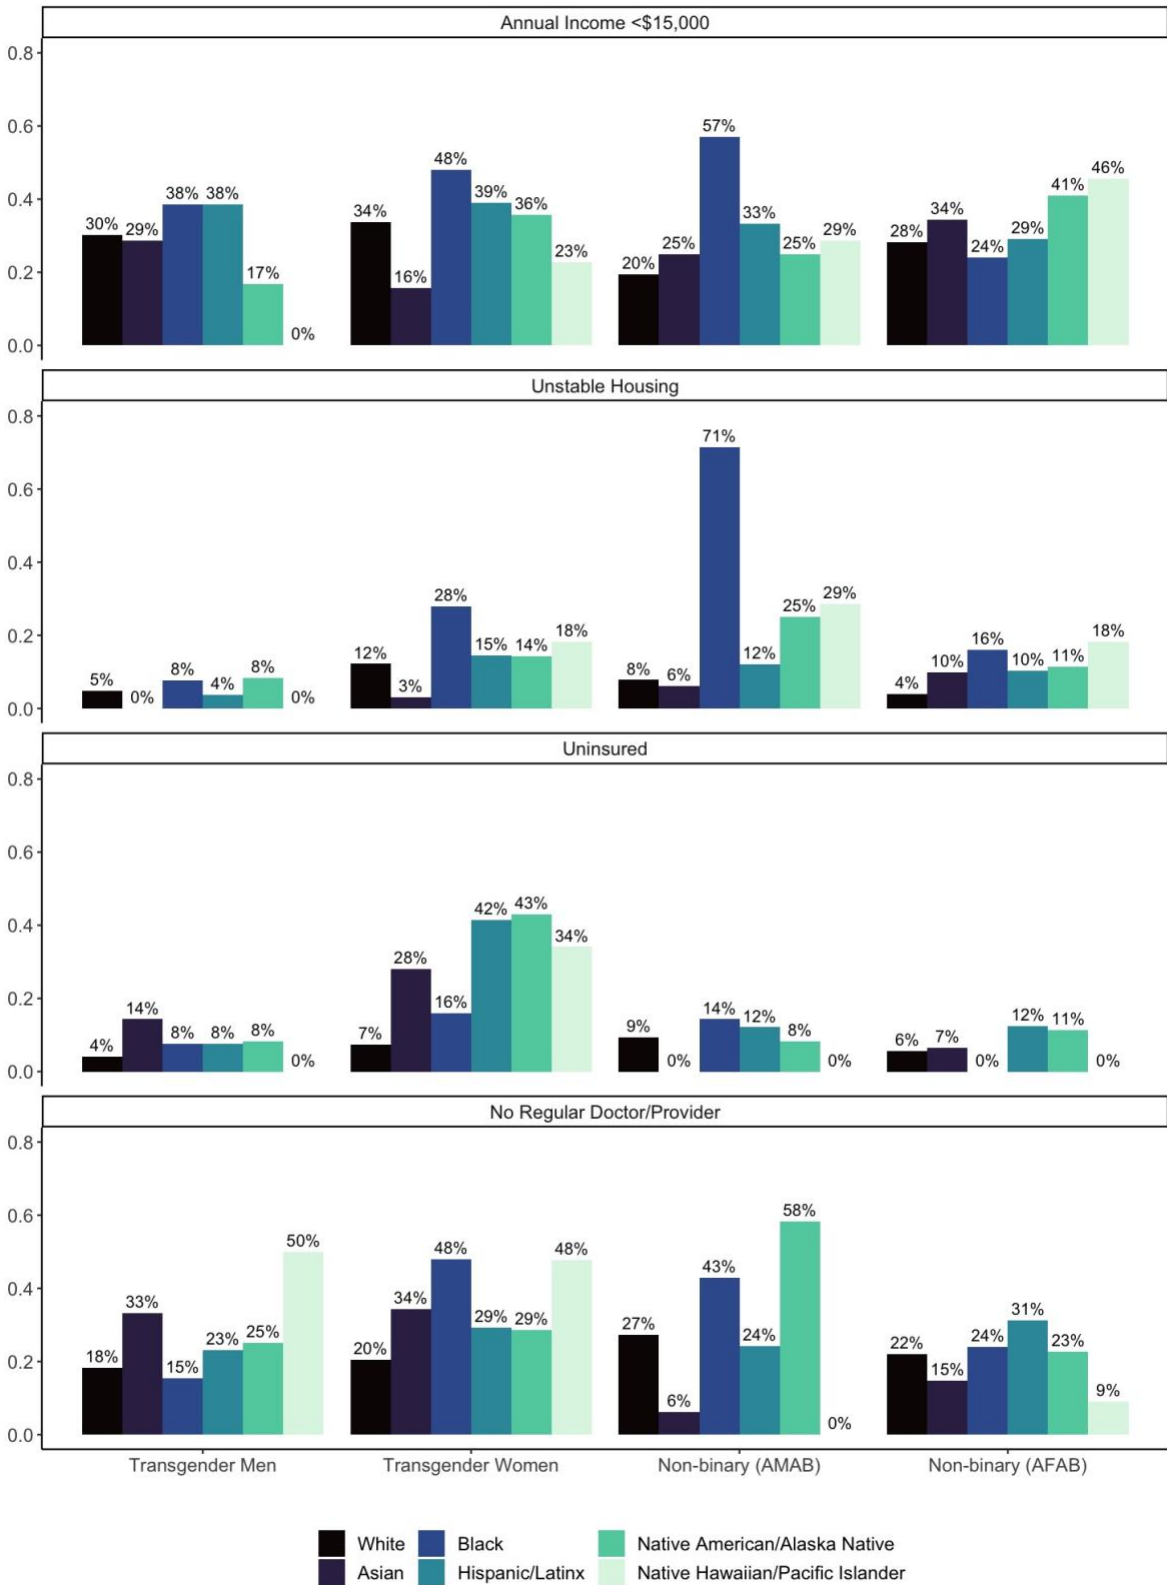 Annual Income <$15,000
0.8
0.6
0.4
0.2
0.0
30% 29% 38% 38% 17% 0%
34% 16% 48% 39% 36% 23%
20% 25% 57% 33% 25% 29%
28% 34% 24% 29% 41% 46%
Unstable Housing
0.8
0.6
0.4
0.2
0.0
5% 0% 8% 4% 8% 0%
12% 3% 28% 15% 14% 18%
8% 6% 71% 12% 25% 29%
4% 10% 16% 10% 11% 18%
Uninsured
0.8
0.6
0.4
0.2
0.0
4% 14% 8% 8% 8% 0%
7% 28% 16% 42% 43% 34%
9% 0% 14% 12% 8% 0%
6% 7% 0% 12% 11% 0%
No Regular Doctor/Provider
0.8
0.6
0.4
0.2
0.0
18% 33% 15% 23% 25% 50%
20% 34% 48% 29% 29% 48%
27% 6% 43% 24% 58% 0%
22% 15% 24% 31% 23% 9%
Transgender Men Transgender Women Non-binary (AMAB) Non-binary (AFAB)
White Black Native American/Alaska Native
Asian Hispanic/Latinx Native Hawaiian/Pacific Islander